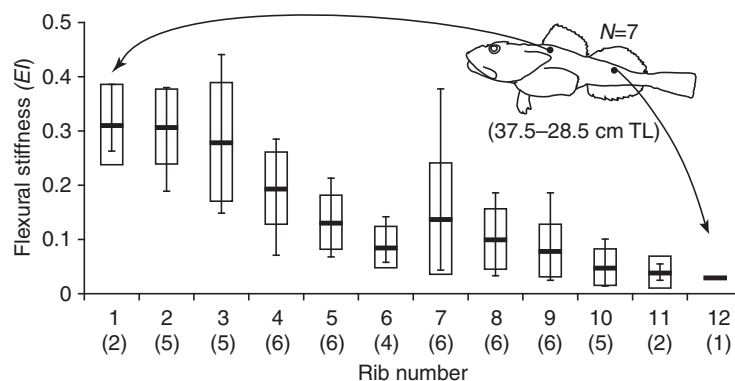 0.5
0.4
0.3
0.2
0.1
0
Flexural stiffness (EI)
N=7
(37.5–28.5 cm TL)
1 2 3 4 5 6 7 8 9 10 11 12
(2) (5) (5) (6) (6) (4) (6) (6) (6) (5) (2) (1)
Rib number